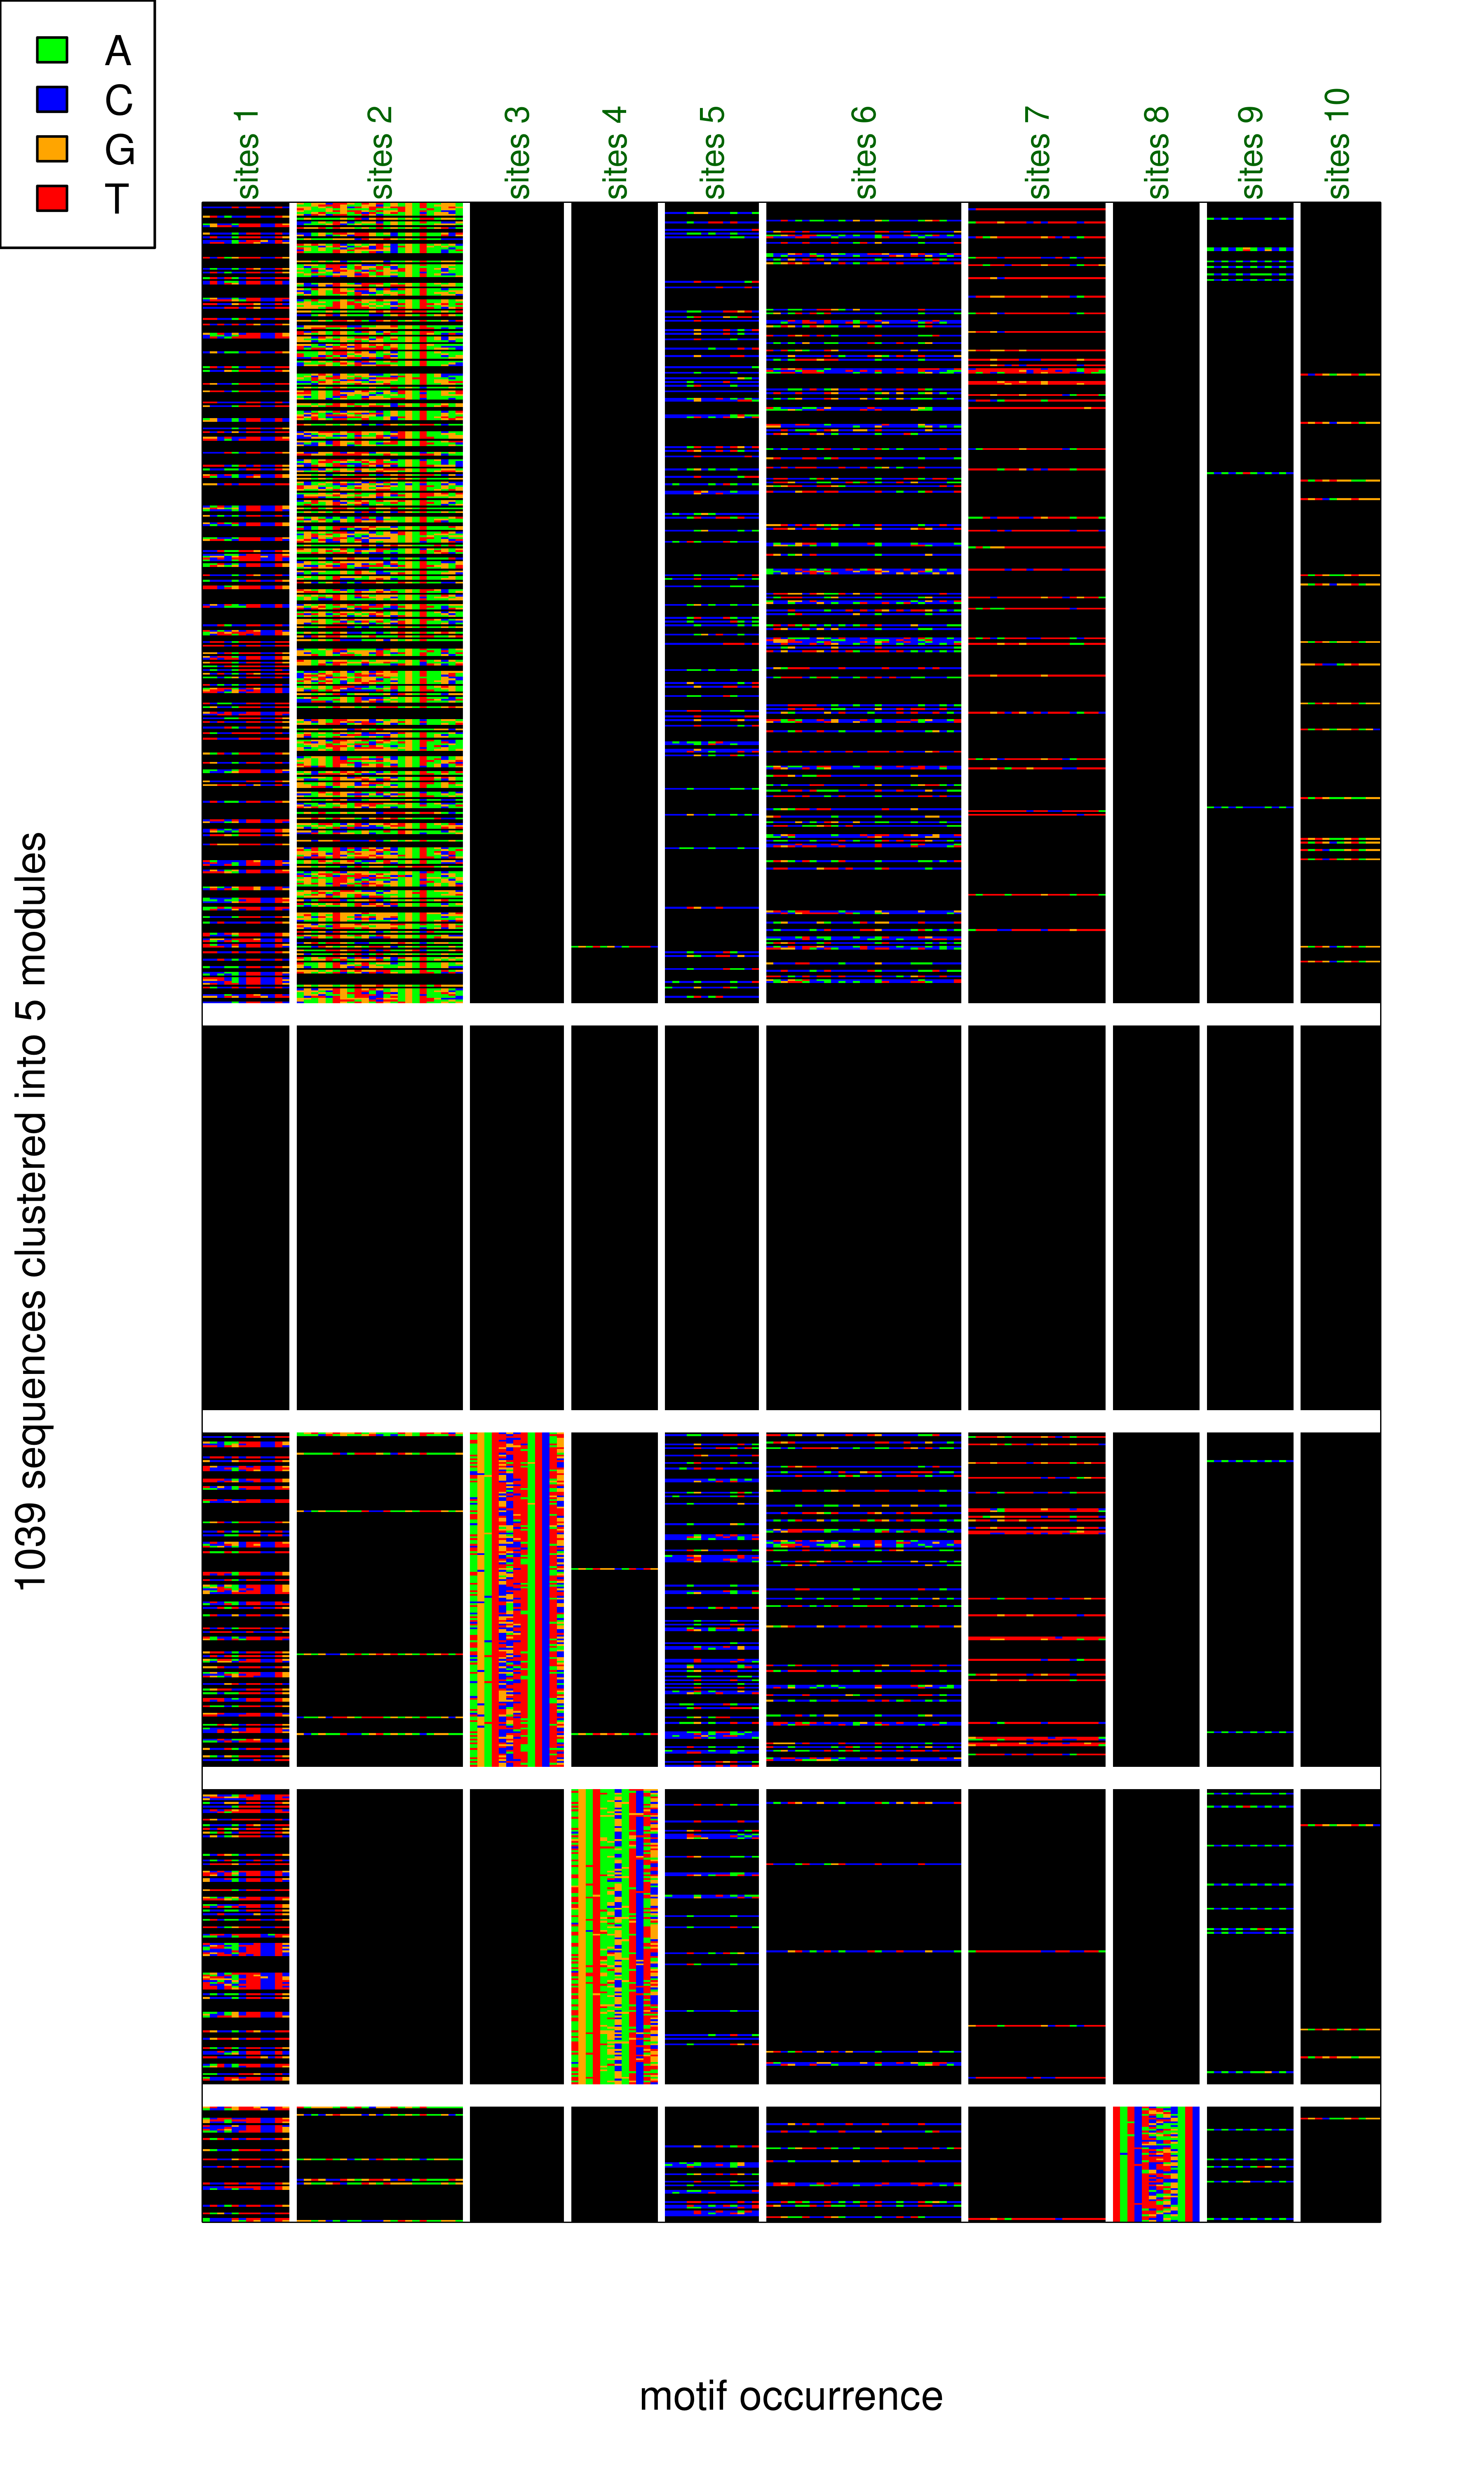 A
C
G
T
sites 1
sites 2
sites 3
sites 4
sites 5
sites 6
sites 7
sites 8
sites 9
sites 10
1039 sequences clustered into 5 modules
motif occurrence